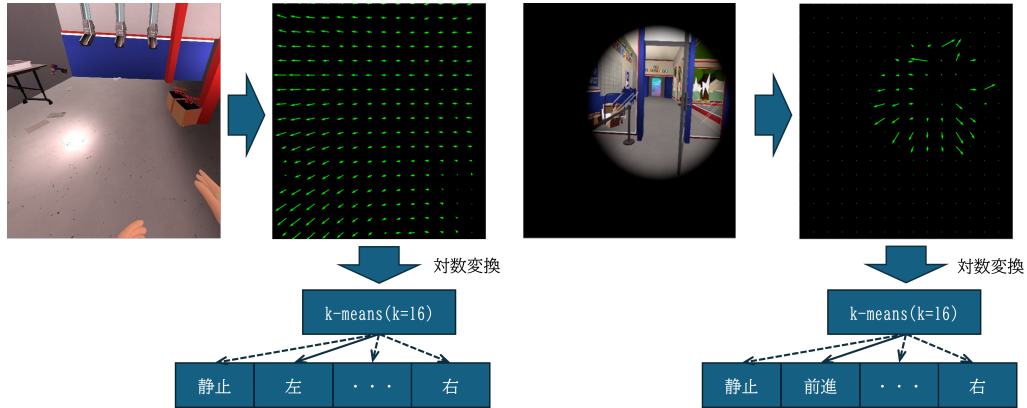 対数変換
k-means(k=16)
静止 左 ・・・ 右
対数変換
k-means(k=16)
静止 前進 ・・・ 右